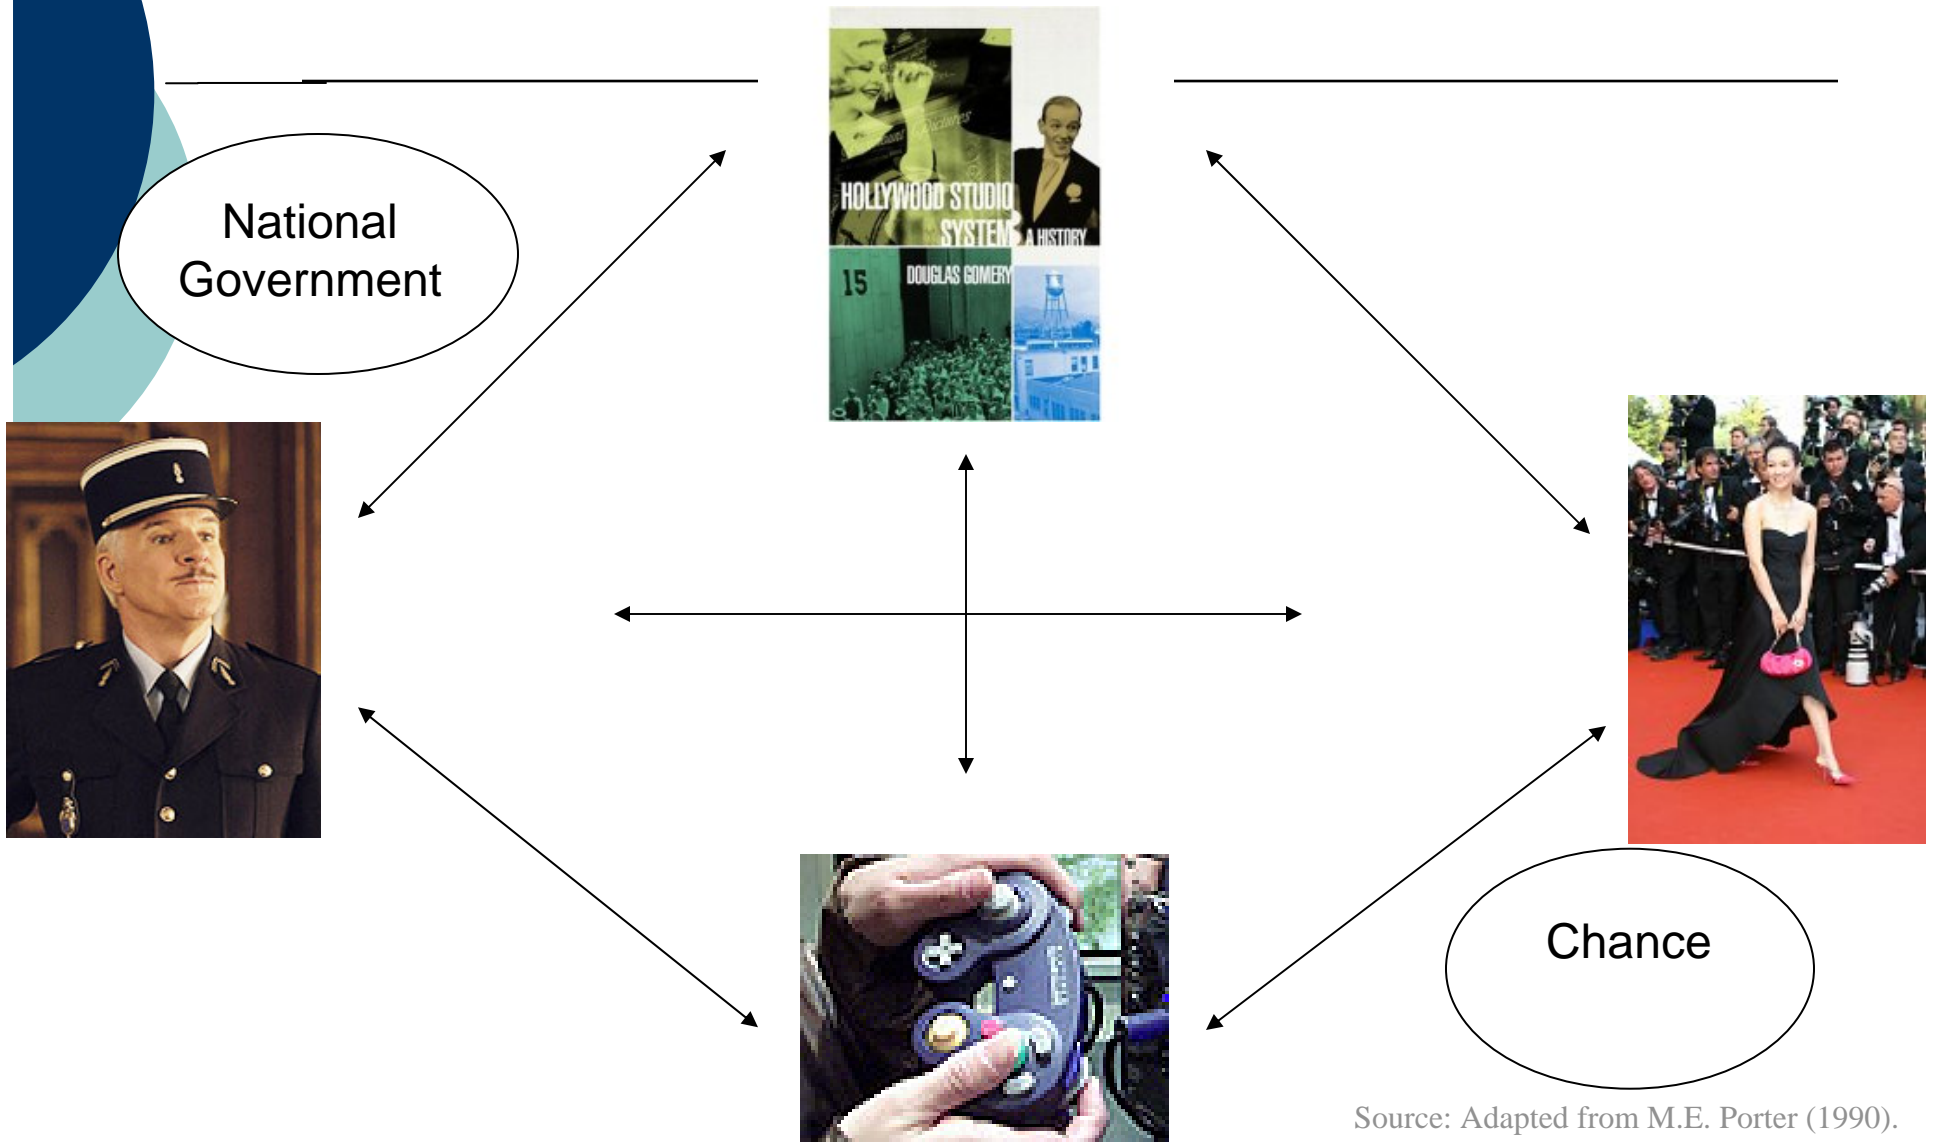 National
Government
HOLLYWOOD STUDIO
SYSTEM
A HISTORY
15
DOUGLAS GOMERY
Chance
Source: Adapted from M.E. Porter (1990).